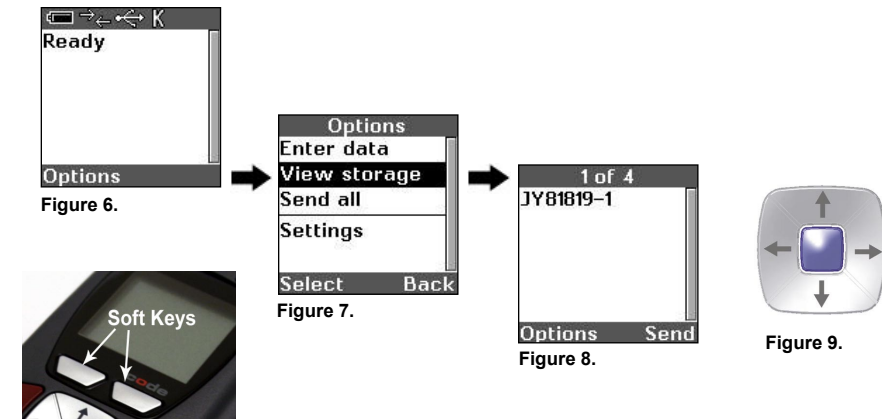 K
Ready
Options
Figure 6.
Options
Enter data
View storage
Send all
Settings
Select Back
Figure 7.
1 of 4
JY81819-1
Options Send
Figure 8.
Figure 9.
Soft Keys
code